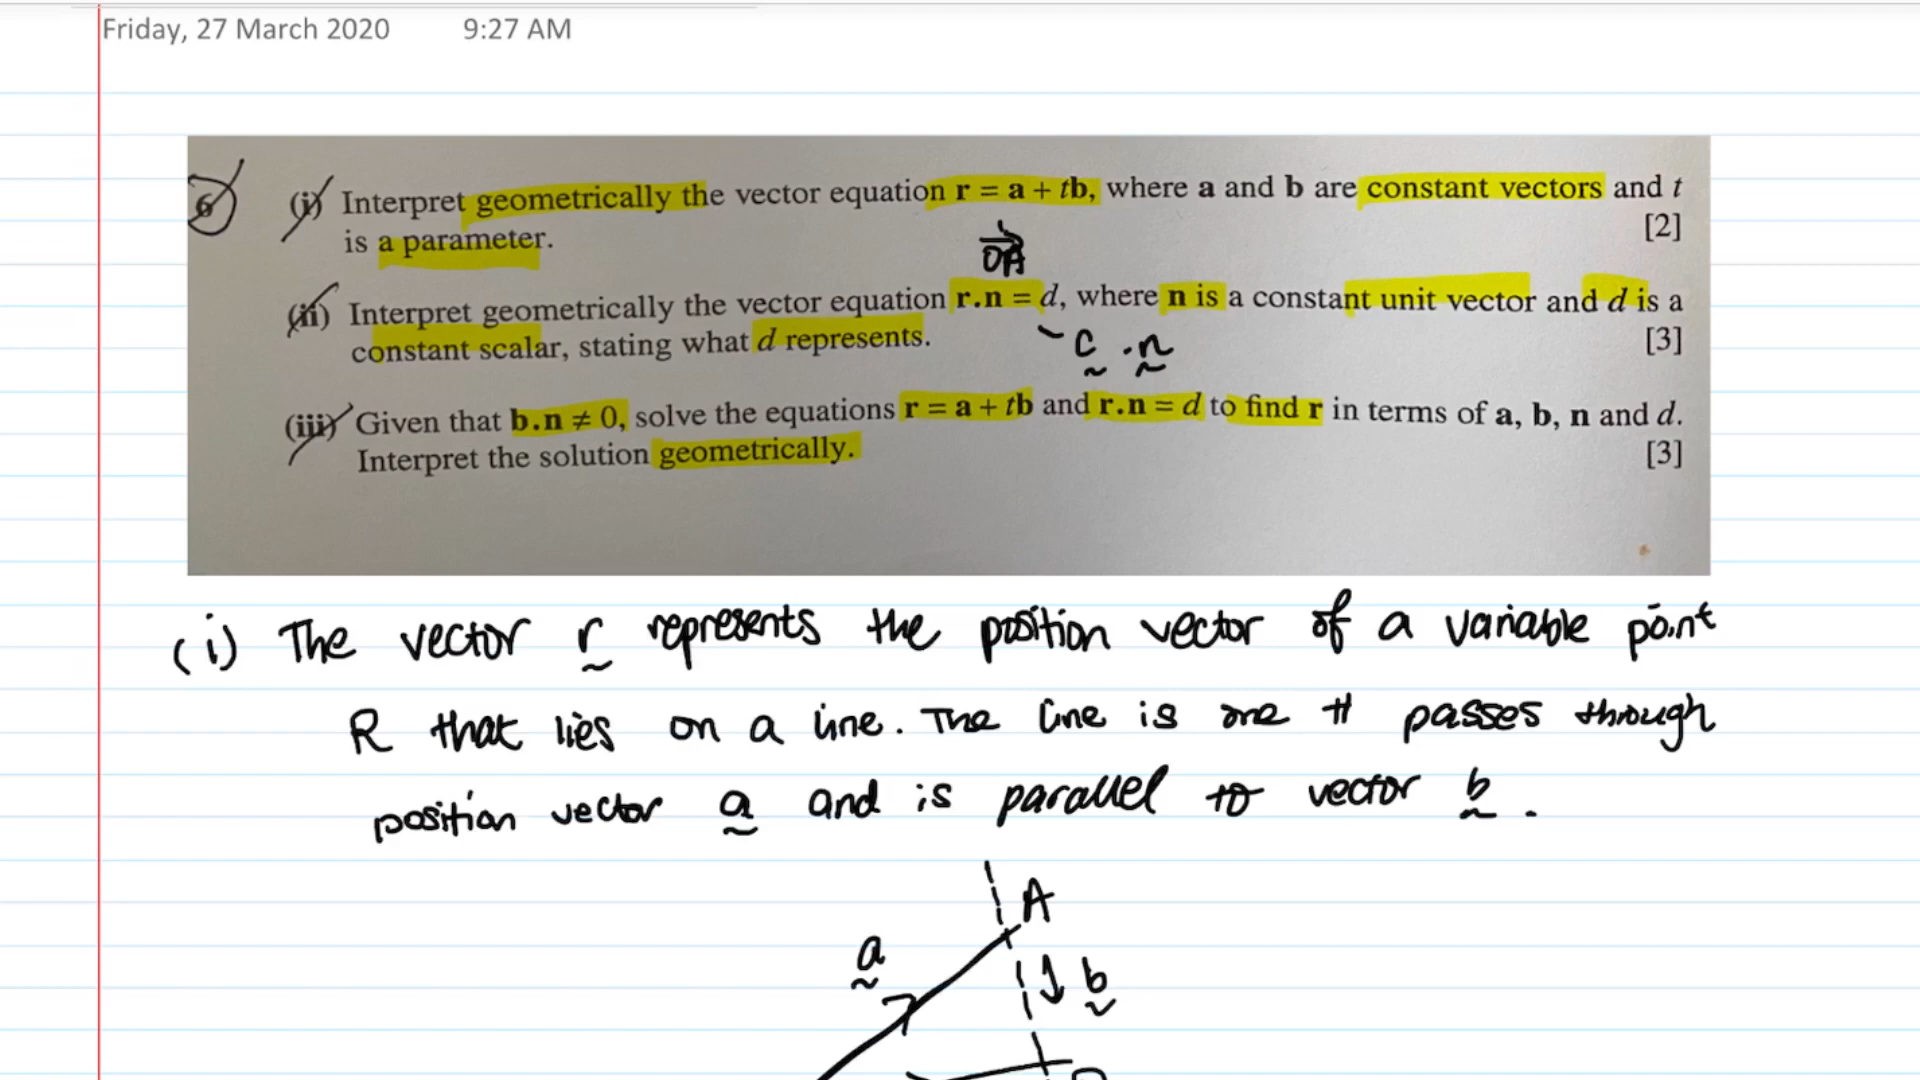 Friday, 27 March 2020 9:27 AM
6 (i) Interpret geometrically the vector equation r = a + tb, where a and b are constant vectors and t
is a parameter. [2]
OA
(ii) Interpret geometrically the vector equation r.n = d, where n is a constant unit vector and d is a
constant scalar, stating what d represents. [3]
c . n
(iii) Given that b.n ≠ 0, solve the equations r = a + tb and r.n = d to find r in terms of a, b, n and d.
Interpret the solution geometrically. [3]
(i) The vector r represents the position vector of a variable point
R that lies on a line. The line is one tt passes through
position vector a and is parallel to vector b.
A
a
b